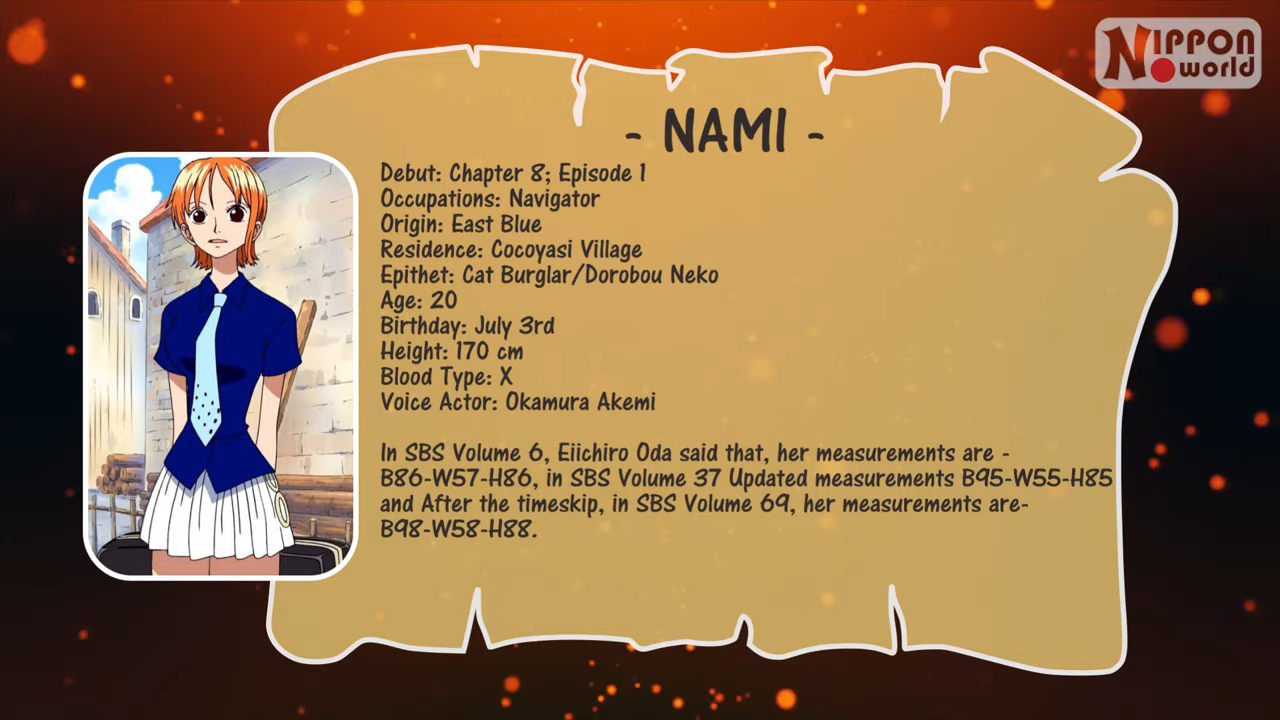 NIPPON
world
- NAMI -
Debut: Chapter 8; Episode 1
Occupations: Navigator
Origin: East Blue
Residence: Cocoyasi Village
Epithet: Cat Burglar/Dorobou Neko
Age: 20
Birthday: July 3rd
Height: 170 cm
Blood Type: X
Voice Actor: Okamura Akemi
In SBS Volume 6, Eiichiro Oda said that, her measurements are -
B86-W57-H86, in SBS Volume 37 Updated measurements B95-W55-H85
and After the timeskip, in SBS Volume 69, her measurements are-
B98-W58-H88.